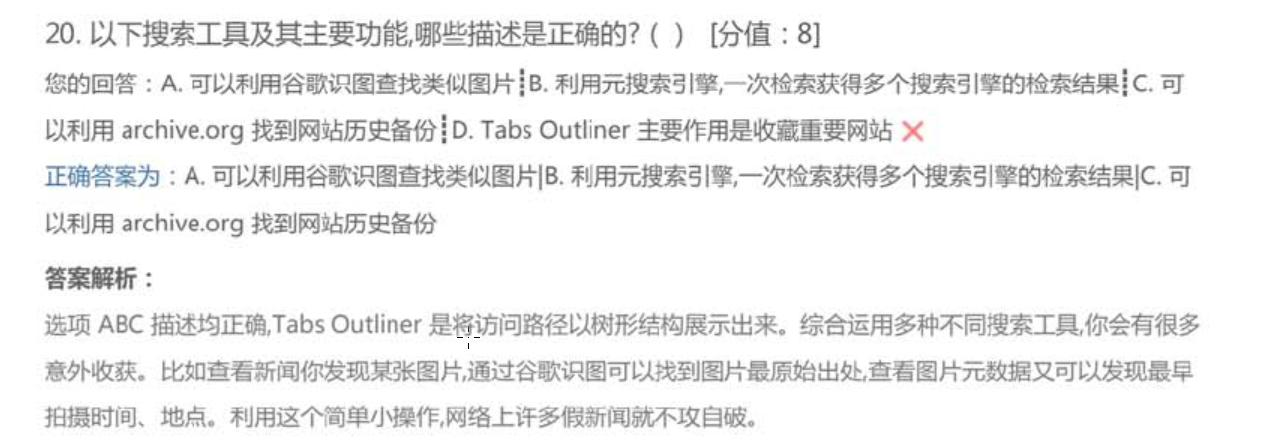 20. 以下搜索工具及其主要功能,哪些描述是正确的?（ ） [分值：8]
您的回答：A. 可以利用谷歌识图查找类似图片┋B. 利用元搜索引擎,一次检索获得多个搜索引擎的检索结果┋C. 可
以利用 archive.org 找到网站历史备份┋D. Tabs Outliner 主要作用是收藏重要网站
正确答案为：A. 可以利用谷歌识图查找类似图片|B. 利用元搜索引擎,一次检索获得多个搜索引擎的检索结果|C. 可
以利用 archive.org 找到网站历史备份
答案解析：
选项 ABC 描述均正确,Tabs Outliner 是将访问路径以树形结构展示出来。综合运用多种不同搜索工具,你会有很多
意外收获。比如查看新闻你发现某张图片,通过谷歌识图可以找到图片最原始出处,查看图片元数据又可以发现最早
拍摄时间、地点。利用这个简单小操作,网络上许多假新闻就不攻自破。